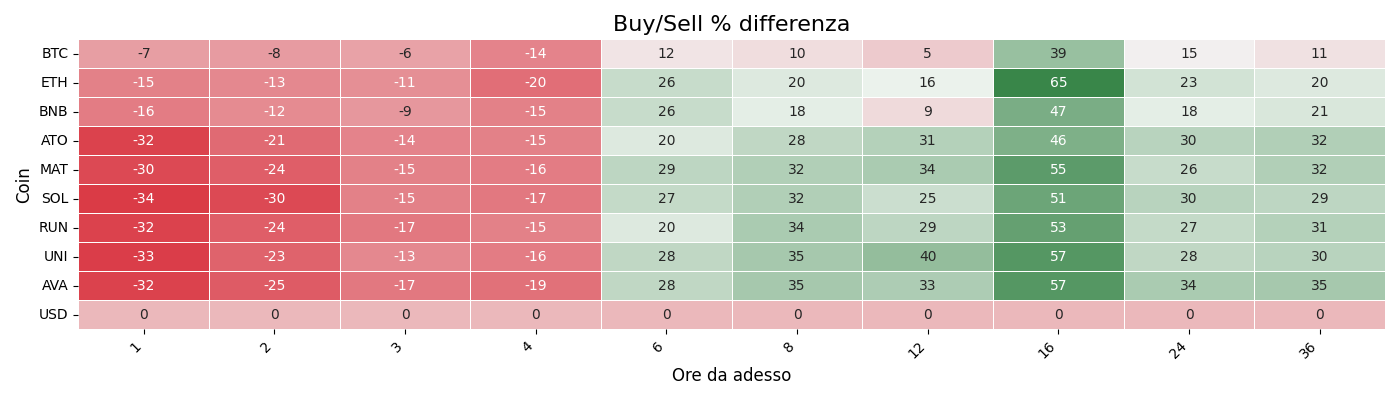 Buy/Sell % differenza
Coin
BTC -7 -8 -6 -14 12 10 5 39 15 11
ETH -15 -13 -11 -20 26 20 16 65 23 20
BNB -16 -12 -9 -15 26 18 9 47 18 21
ATO -32 -21 -14 -15 20 28 31 46 30 32
MAT -30 -24 -15 -16 29 32 34 55 26 32
SOL -34 -30 -15 -17 27 32 25 51 30 29
RUN -32 -24 -17 -15 20 34 29 53 27 31
UNI -33 -23 -13 -16 28 35 40 57 28 30
AVA -32 -25 -17 -19 28 35 33 57 34 35
USD 0 0 0 0 0 0 0 0 0 0
1 2 3 4 6 8 12 16 24 36
Ore da adesso